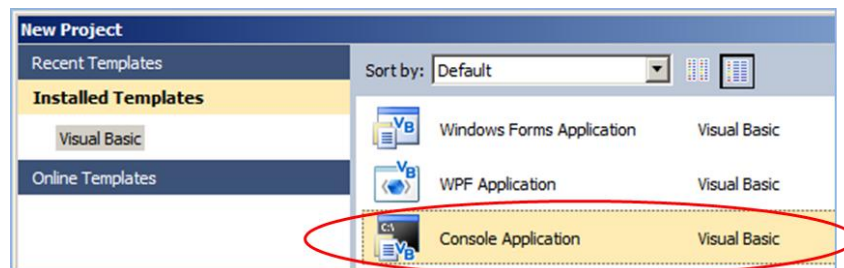 New Project
Recent Templates
Installed Templates
Visual Basic
Online Templates
Sort by: Default
VB Windows Forms Application Visual Basic
VB WPF Application Visual Basic
C:\ VB Console Application Visual Basic